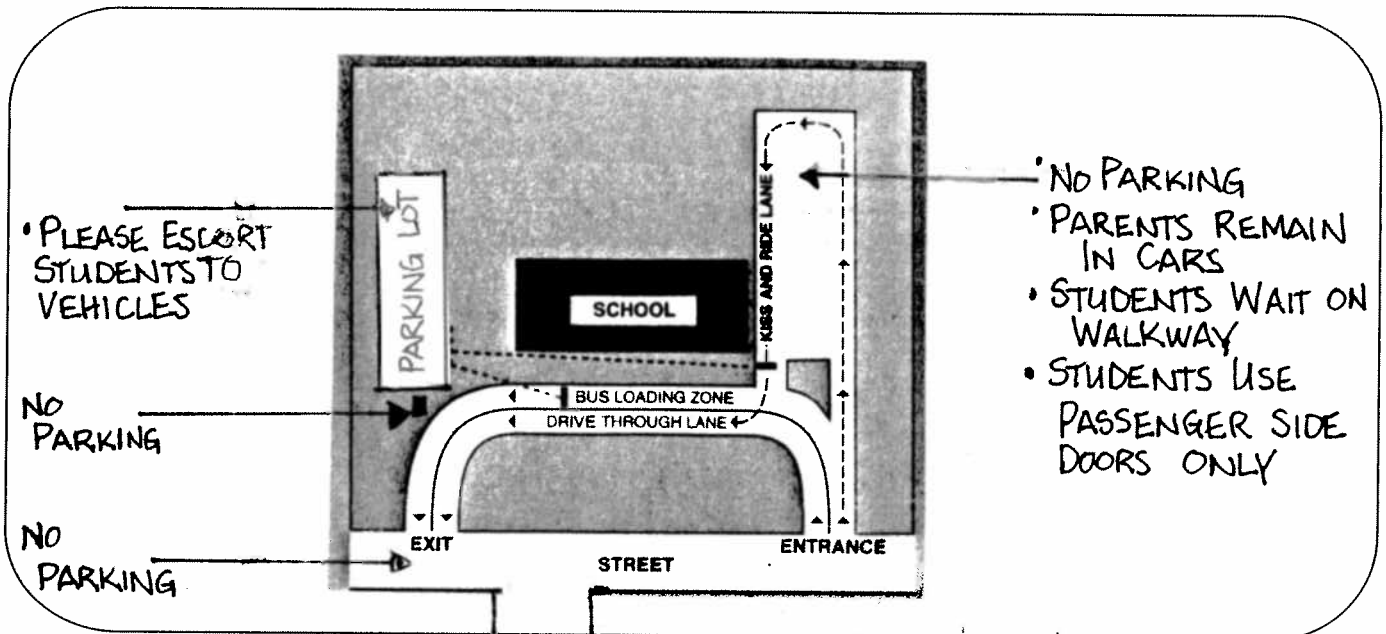 • PLEASE ESCORT
STUDENTS TO
VEHICLES
NO
PARKING
NO
PARKING
PARKING LOT
SCHOOL
KISS AND RIDE LANE
BUS LOADING ZONE
DRIVE THROUGH LANE
EXIT
STREET
ENTRANCE
• NO PARKING
• PARENTS REMAIN
IN CARS
• STUDENTS WAIT ON
WALKWAY
• STUDENTS USE
PASSENGER SIDE
DOORS ONLY